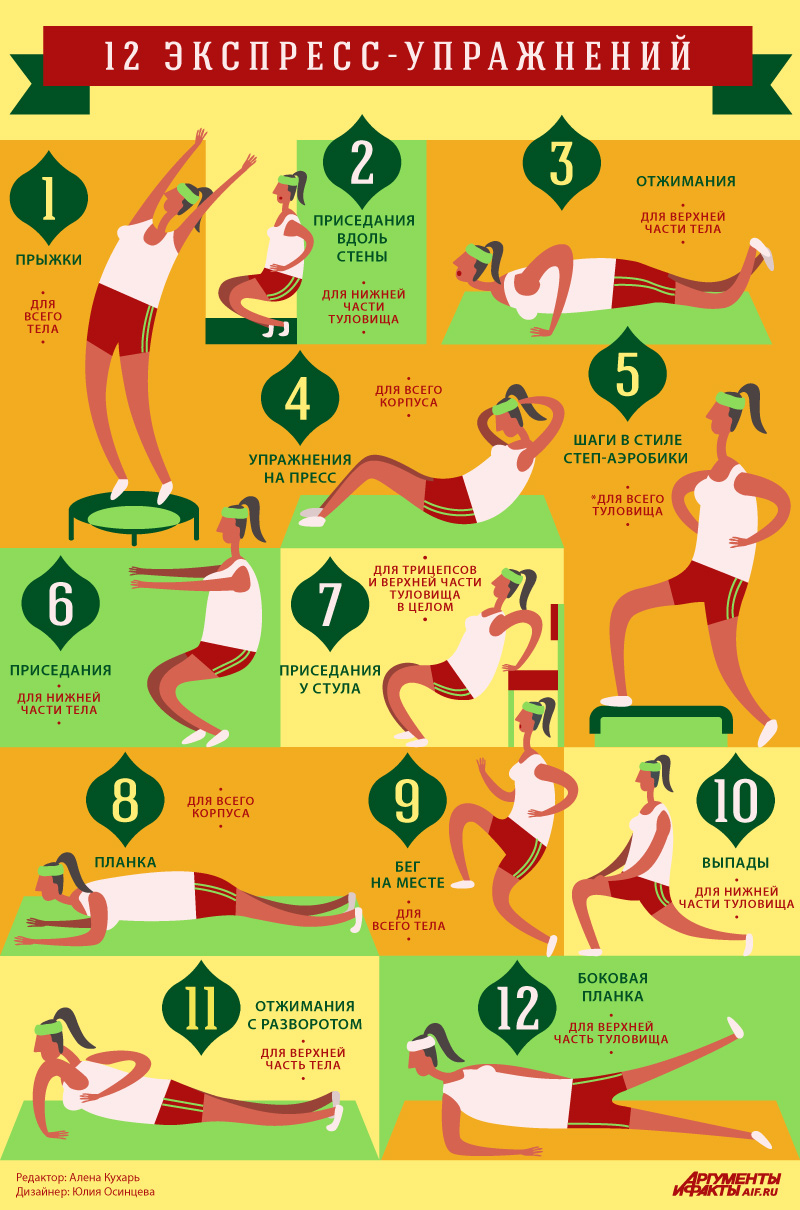 12 ЭКСПРЕСС-УПРАЖНЕНИЙ
1
ПРЫЖКИ
ДЛЯ
ВСЕГО
ТЕЛА
2
ПРИСЕДАНИЯ
ВДОЛЬ
СТЕНЫ
ДЛЯ НИЖНЕЙ
ЧАСТИ
ТУЛОВИЩА
3
ОТЖИМАНИЯ
ДЛЯ ВЕРХНЕЙ
ЧАСТИ ТЕЛА
4
УПРАЖНЕНИЯ
НА ПРЕСС
ДЛЯ ВСЕГО
КОРПУСА
5
ШАГИ В СТИЛЕ
СТЕП-АЭРОБИКИ
*ДЛЯ ВСЕГО
ТУЛОВИЩА
6
ПРИСЕДАНИЯ
ДЛЯ НИЖНЕЙ
ЧАСТИ ТЕЛА
7
ПРИСЕДАНИЯ
У СТУЛА
ДЛЯ ТРИЦЕПСОВ
И ВЕРХНЕЙ ЧАСТИ
ТУЛОВИЩА
В ЦЕЛОМ
8
ПЛАНКА
ДЛЯ ВСЕГО
КОРПУСА
9
БЕГ
НА МЕСТЕ
ДЛЯ
ВСЕГО ТЕЛА
10
ВЫПАДЫ
ДЛЯ НИЖНЕЙ
ЧАСТИ ТУЛОВИЩА
11
ОТЖИМАНИЯ
С РАЗВОРОТОМ
ДЛЯ ВЕРХНЕЙ
ЧАСТЬ ТЕЛА
12
БОКОВАЯ
ПЛАНКА
ДЛЯ ВЕРХНЕЙ
ЧАСТЬ ТУЛОВИЩА
Редактор: Алена Кухарь
Дизайнер: Юлия Осинцева
АРГУМЕНТЫ
И ФАКТЫ AIF.RU